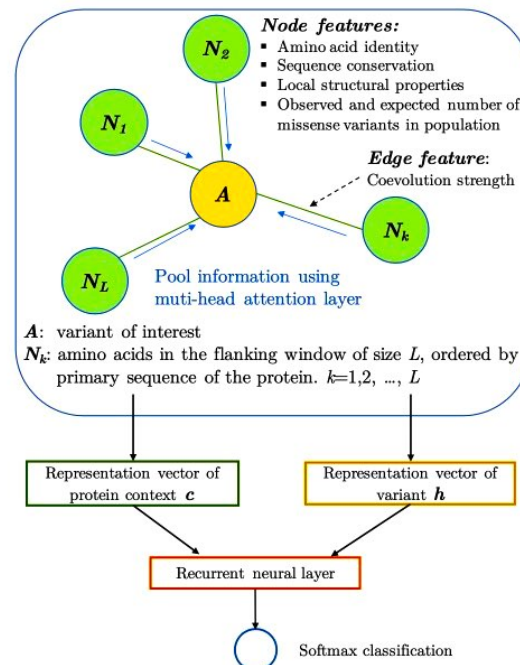 Node features:
▪ Amino acid identity
▪ Sequence conservation
▪ Local structural properties
▪ Observed and expected number of
missense variants in population
N2
N1
A
Edge feature:
Coevolution strength
Nk
NL
Pool information using
muti-head attention layer
A: variant of interest
Nk: amino acids in the flanking window of size L, ordered by
primary sequence of the protein. k=1,2, ..., L
Representation vector of
protein context c
Representation vector of
variant h
Recurrent neural layer
Softmax classification